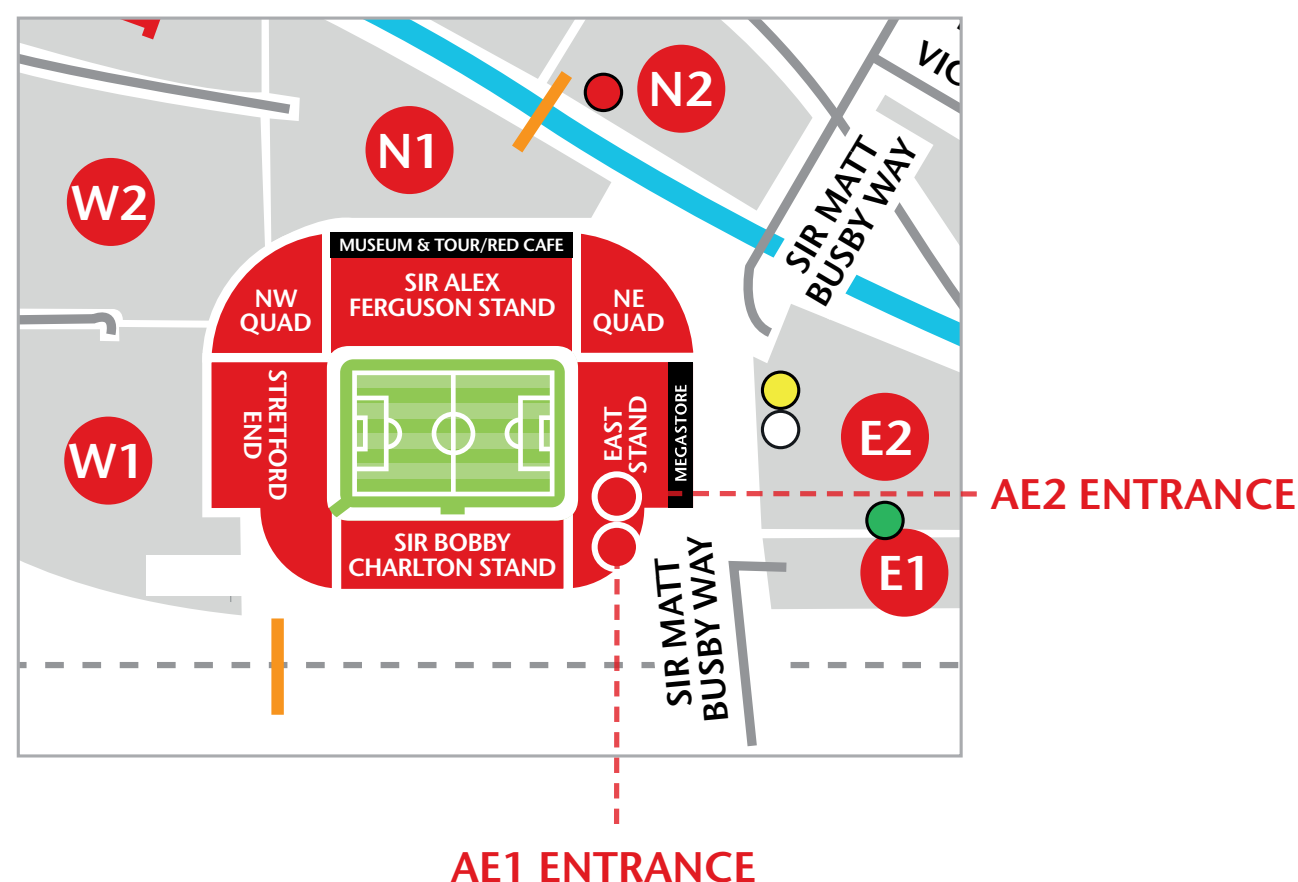 N2
VIC
N1
SIR MATT
BUSBY WAY
W2
MUSEUM & TOUR/RED CAFE
SIR ALEX
FERGUSON STAND
NW
QUAD
NE
QUAD
STRETFORD
END
EAST
STAND
MEGASTORE
W1
E2
AE2 ENTRANCE
SIR BOBBY
CHARLTON STAND
E1
SIR MATT
BUSBY WAY
AE1 ENTRANCE